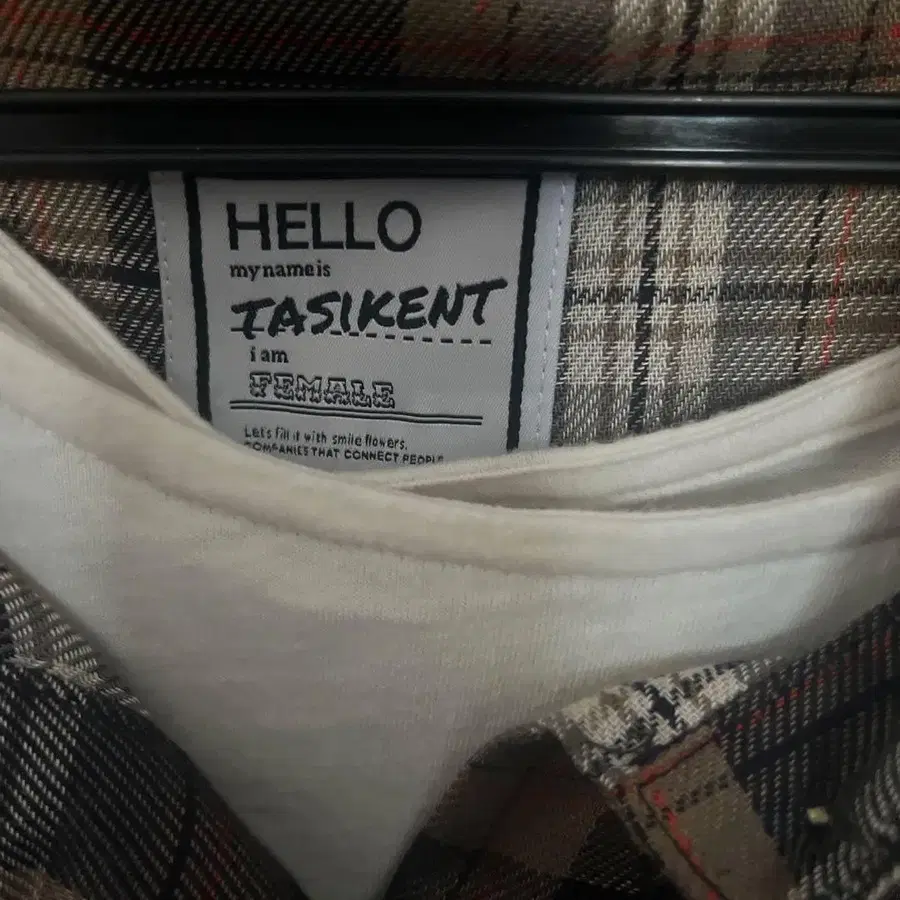 HELLO
my name is
TASIKENT
i am
FEMALE
Let's fill it with smile flowers.
COMPANIES THAT CONNECT PEOPLE